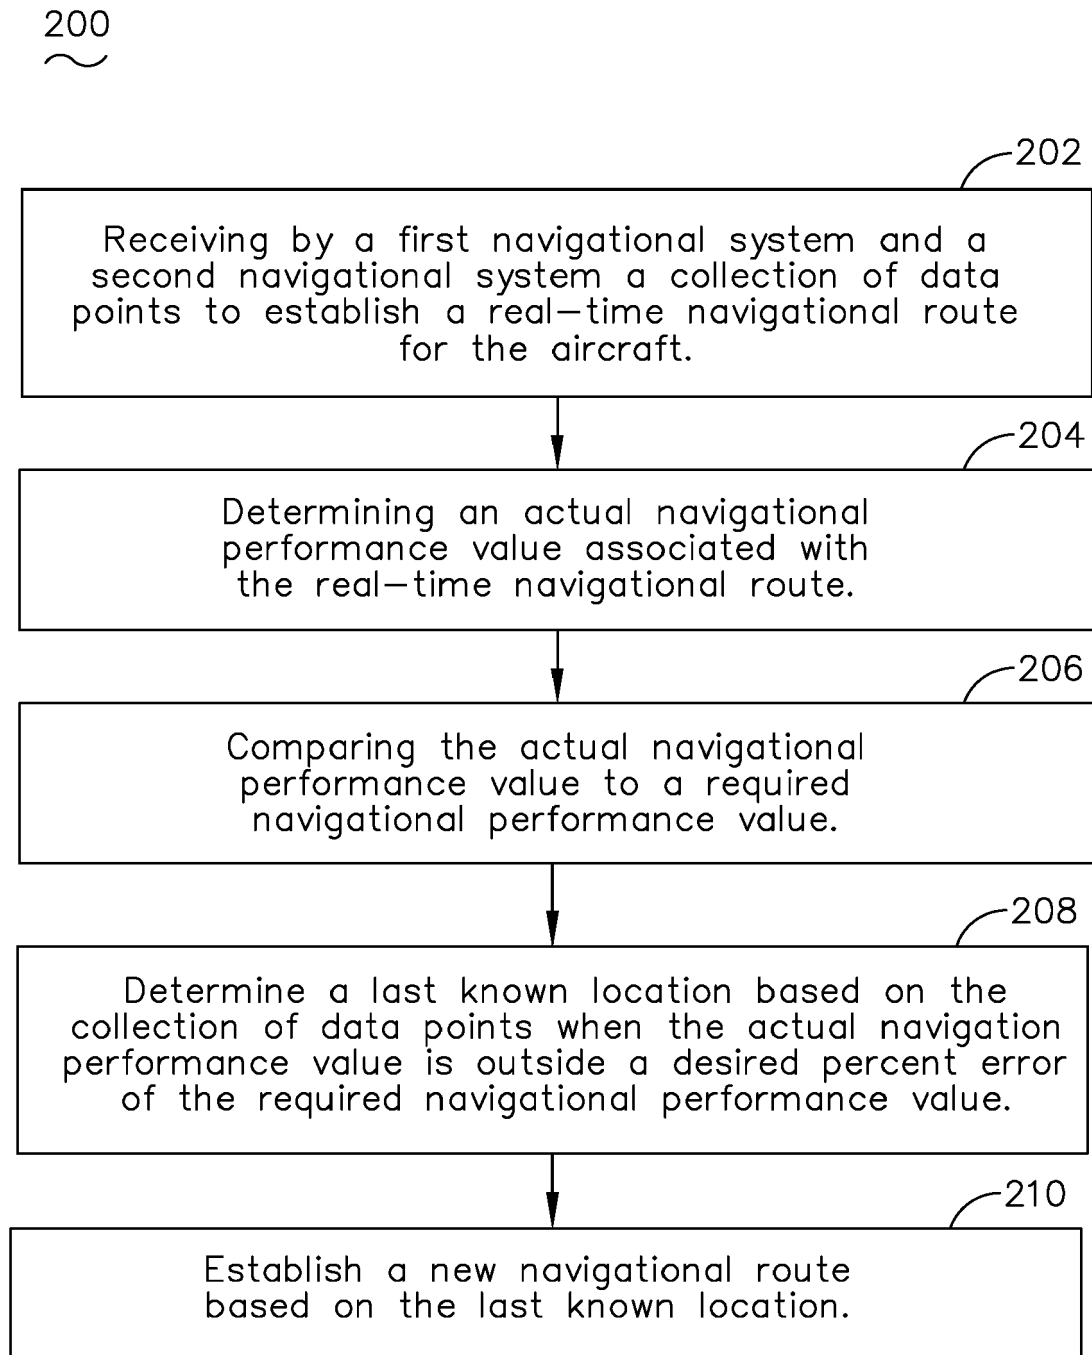 200
202
Receiving by a first navigational system and a
second navigational system a collection of data
points to establish a real-time navigational route
for the aircraft.
204
Determining an actual navigational
performance value associated with
the real-time navigational route.
206
Comparing the actual navigational
performance value to a required
navigational performance value.
208
Determine a last known location based on the
collection of data points when the actual navigation
performance value is outside a desired percent error
of the required navigational performance value.
210
Establish a new navigational route
based on the last known location.